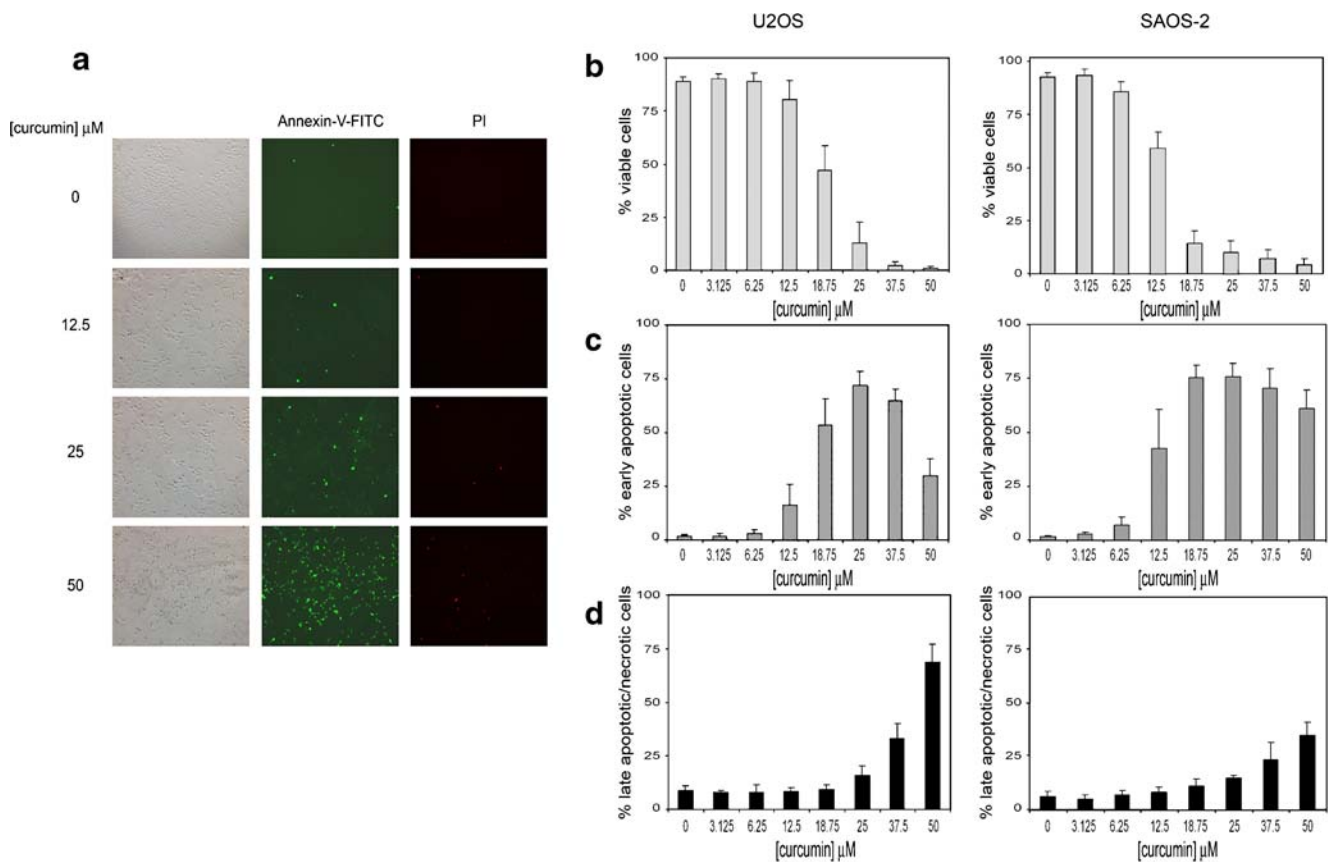 U2OS
SAOS-2
a
[curcumin] μM
Annexin-V-FITC
PI
0
12.5
25
50
b
% viable cells
100
75
50
25
0
0 3.125 6.25 12.5 18.75 25 37.5 50
[curcumin] μM
% viable cells
100
75
50
25
0
0 3.125 6.25 12.5 18.75 25 37.5 50
[curcumin] μM
c
% early apoptotic cells
100
75
50
25
0
0 3.125 6.25 12.5 18.75 25 37.5 50
[curcumin] μM
% early apoptotic cells
100
75
50
25
0
0 3.125 6.25 12.5 18.75 25 37.5 50
[curcumin] μM
d
% late apoptotic/necrotic cells
100
75
50
25
0
0 3.125 6.25 12.5 18.75 25 37.5 50
[curcumin] μM
% late apoptotic/necrotic cells
100
75
50
25
0
0 3.125 6.25 12.5 18.75 25 37.5 50
[curcumin] μM